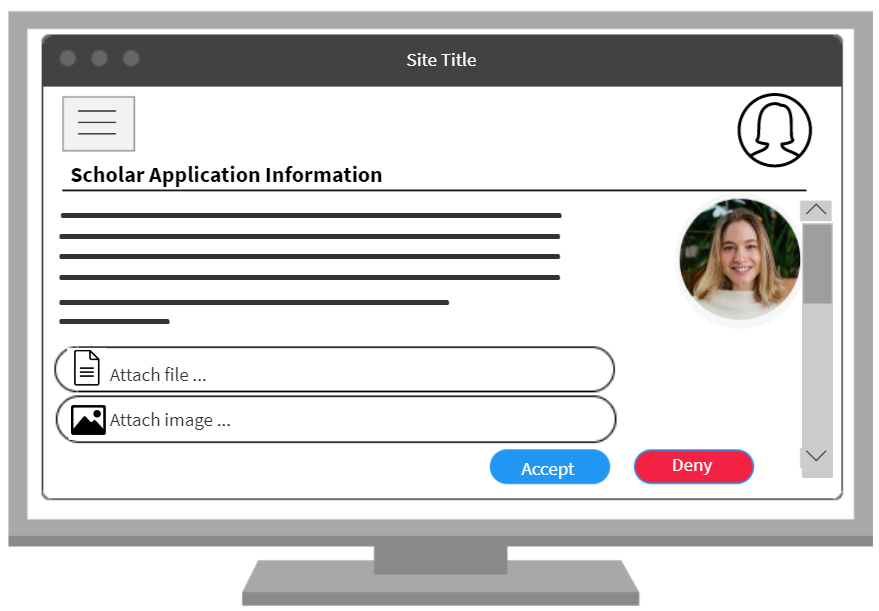 Site Title
Scholar Application Information
Attach file ...
Attach image ...
Accept
Deny